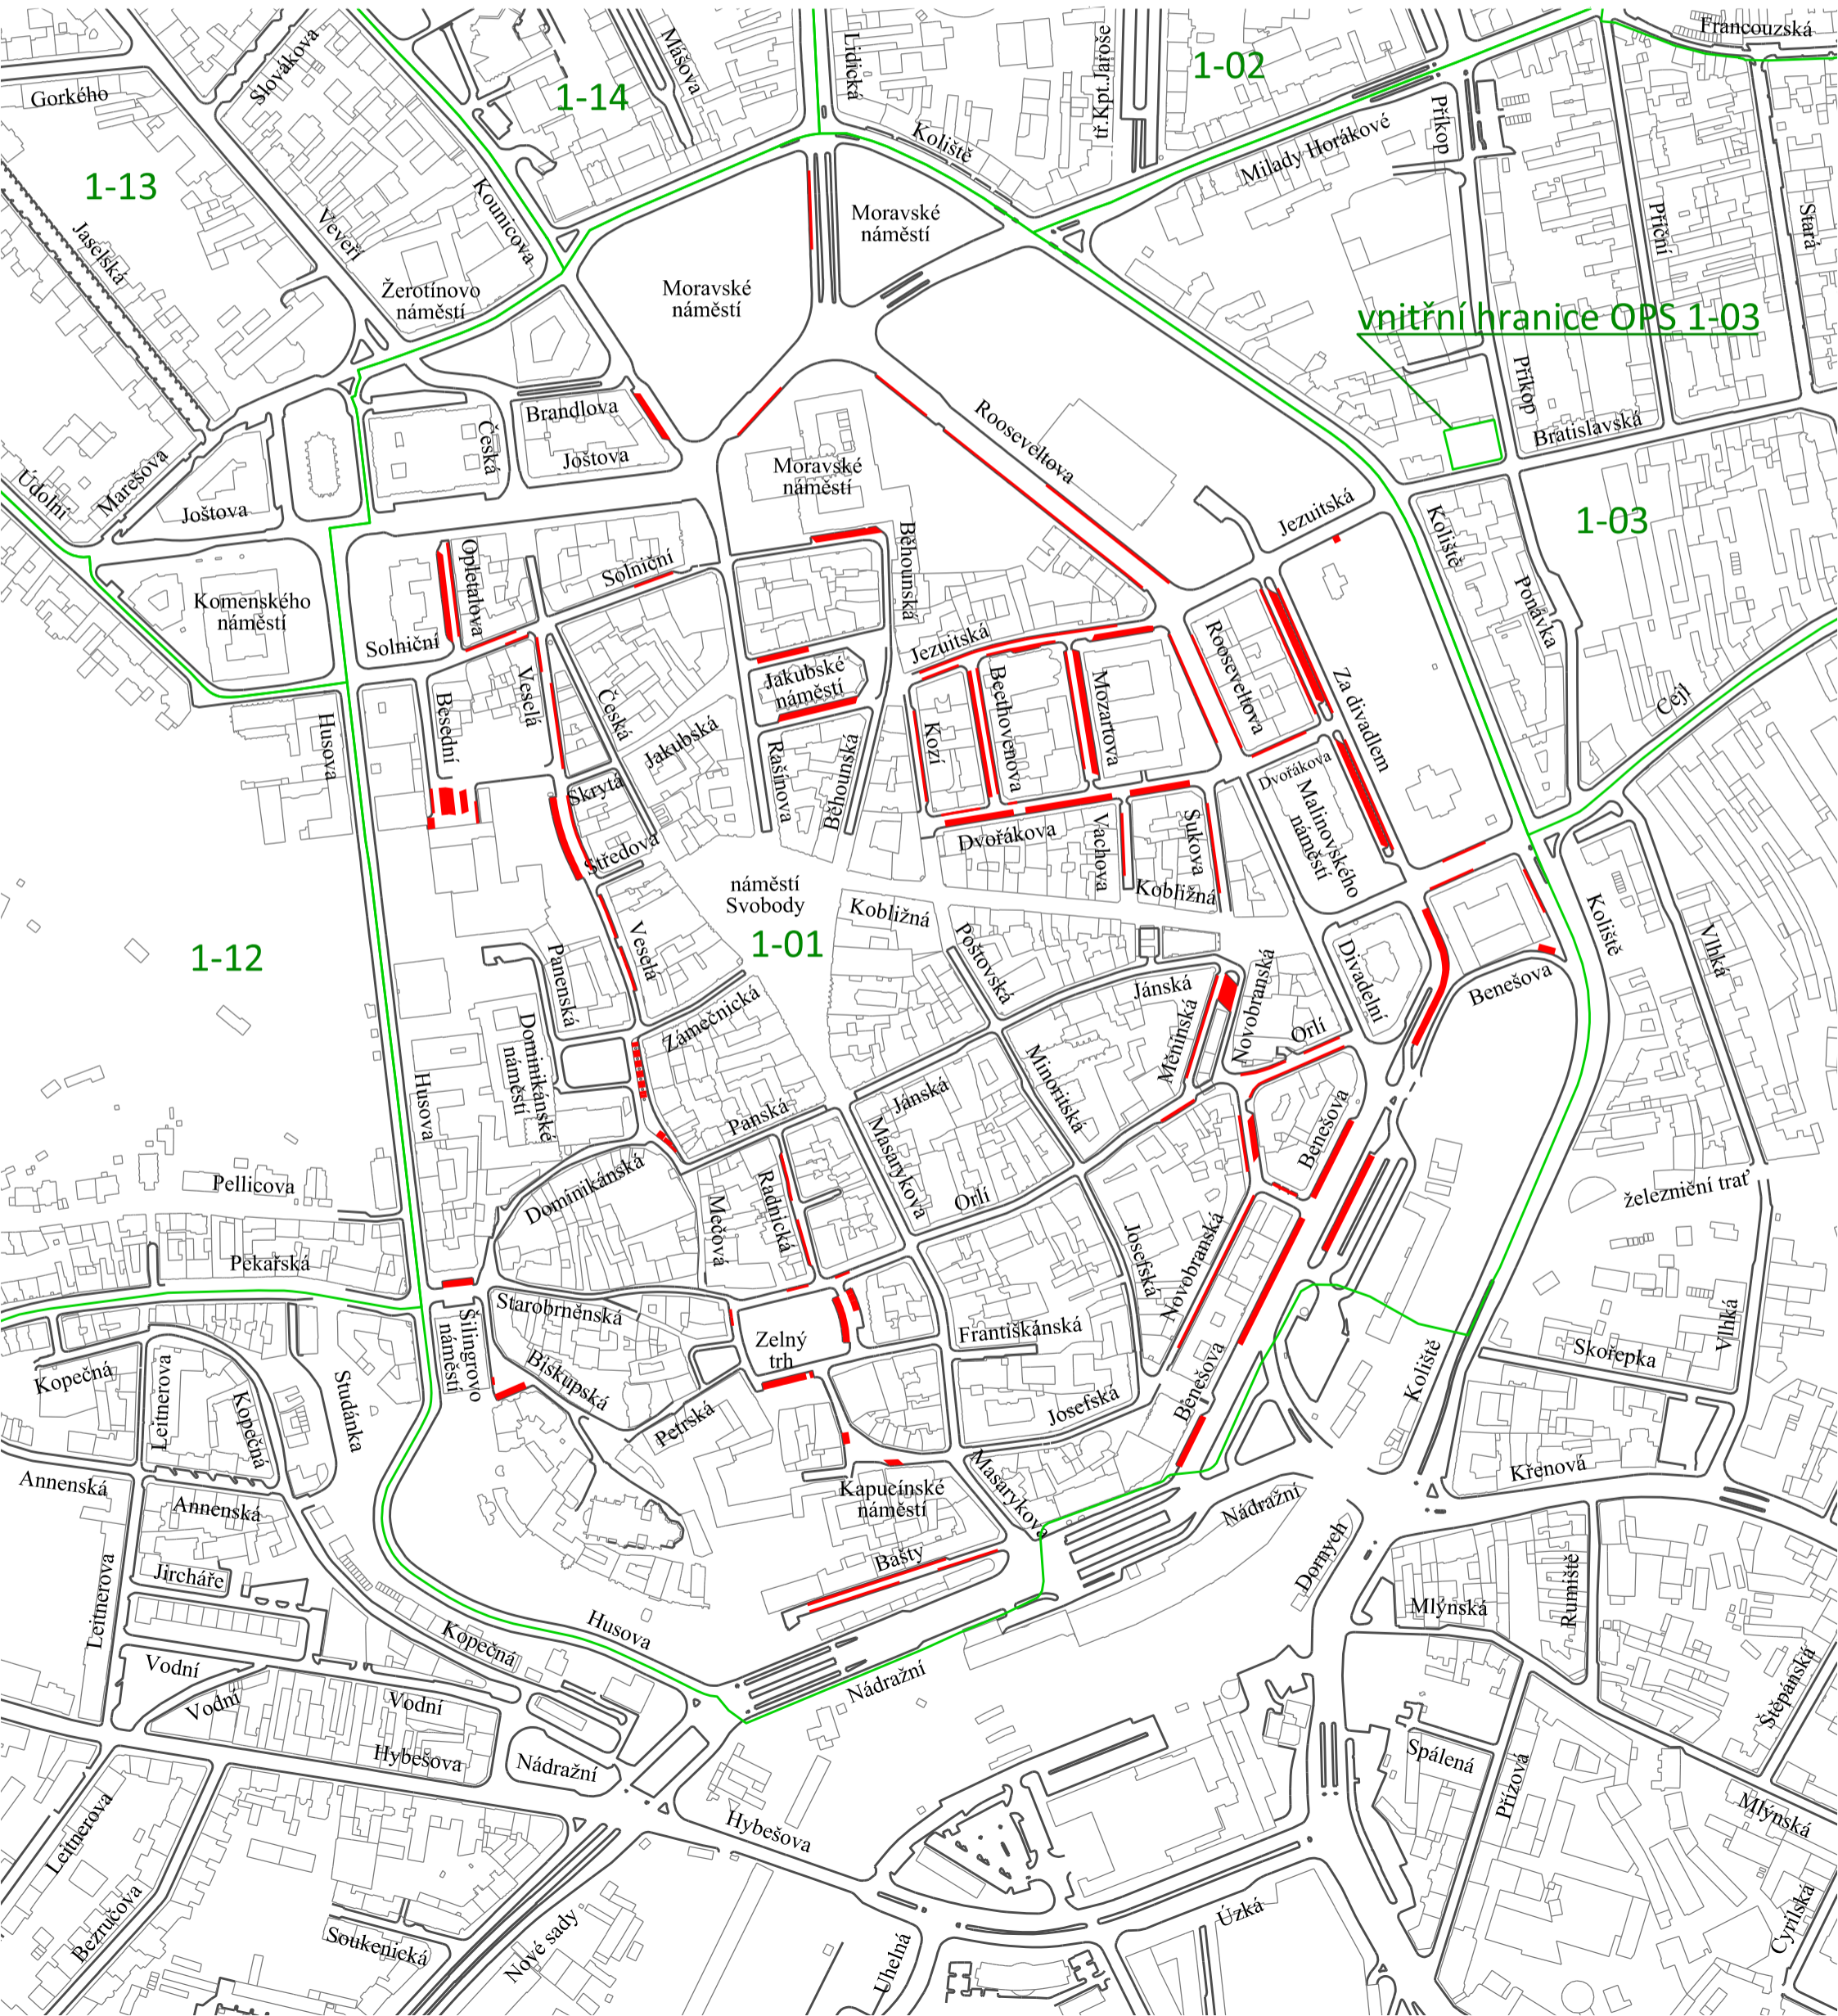 Francouzská
Slovákova
Mášova
Lidická
tř.Kpt.Jaroše
1-02
Gorkého
1-14
Příkop
Koliště
Milady Horákové
1-13
Kounicova
Veveří
Jaselská
Moravské
náměstí
Příční
Stará
Žerotínovo
náměstí
Moravské
náměstí
vnitřní hranice OPS 1-03
Příkop
Brandlova
Česká
Joštova
Rooseveltova
Bratislavská
Moravské
náměstí
Údolní
Marešova
Joštova
Jezuitská
Koliště
1-03
Běhounská
Opletalova
Solniční
Komenského
náměstí
Ponávka
Solniční
Jezuitská
Rooseveltova
Jakubské
náměstí
Veselá
Beethovenova
Mozartova
Za divadlem
Cejl
Husova
Besední
Česká
Jakubská
Kozí
Rašínova
Běhounská
Dvořákova
Malinovského
náměstí
Skrytá
Středová
Dvořákova
Vachova
Sukova
Kobližná
náměstí
Svobody
Kobližná
1-01
1-12
Veselá
Panenská
Poštovská
Divadelní
Koliště
Vlhká
Benešova
Jánská
Novobranská
Měnínská
Orlí
Zámečnická
Dominikánské
náměstí
Husova
Minoritská
Jánská
Panská
Masarykova
Benešova
Pellicova
Dominikánská
Radnická
Mečová
Orlí
železniční trať
Pekařská
Josefská
Novobranská
Starobrněnská
Šilingrovo
náměstí
Zelný
trh
Františkánská
Vlhká
Skořepka
Koliště
Kopečná
Leitnerova
Kopečná
Studánka
Biskupská
Petrská
Josefská
Benešova
Masarykova
Křenová
Annenská
Annenská
Kapucínské
náměstí
Nádražní
Dornych
Bašty
Jircháře
Leitnerova
Rumiště
Mlýnská
Husova
Kopečná
Vodní
Vodní
Vodní
Nádražní
Štěpánská
Hybešova
Nádražní
Spálená
Přízová
Mlýnská
Leitnerova
Hybešova
Bezručova
Soukenická
Nové sady
Uhelná
Úzká
Cyrilská